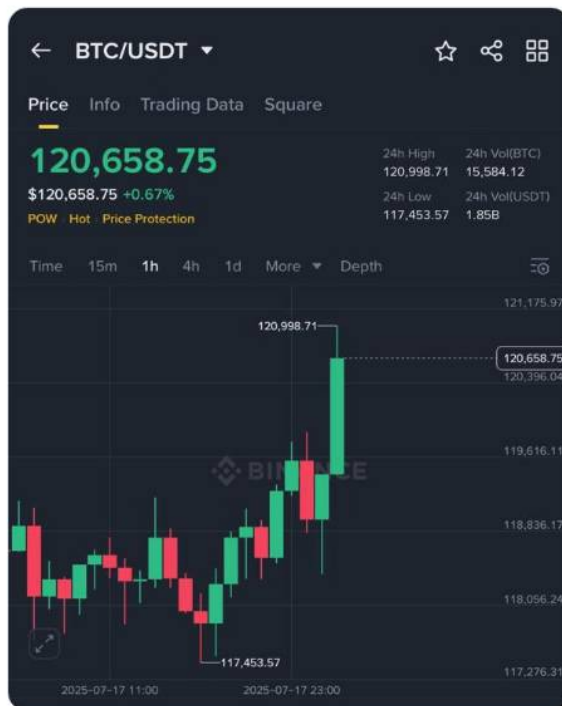 BTC/USDT
Price Info Trading Data Square
120,658.75
$120,658.75 +0.67%
POW Hot Price Protection
24h High 24h Vol(BTC)
120,998.71 15,584.12
24h Low 24h Vol(USDT)
117,453.57 1.85B
Time 15m 1h 4h 1d More Depth
121,175.97
120,998.71
120,658.75
120,396.04
119,616.11
BINANCE
118,836.17
118,056.24
117,453.57
117,276.31
2025-07-17 11:00 2025-07-17 23:00